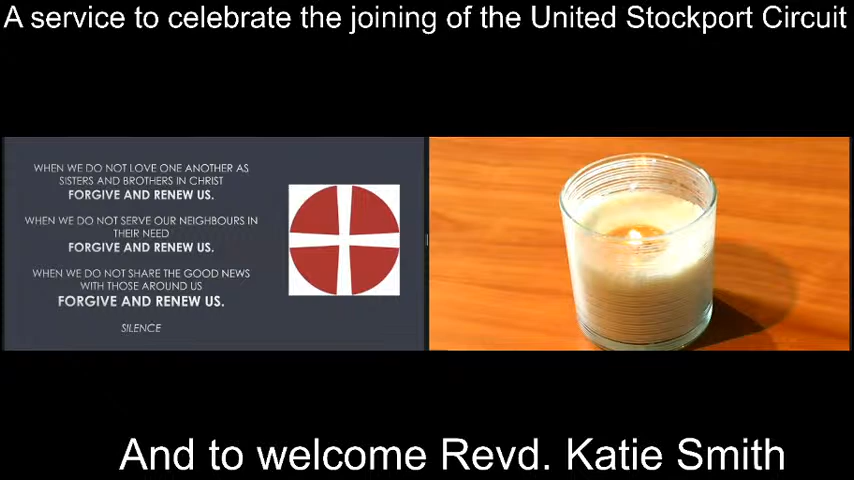 A service to celebrate the joining of the United Stockport Circuit
WHEN WE DO NOT LOVE ONE ANOTHER AS
SISTERS AND BROTHERS IN CHRIST
FORGIVE AND RENEW US.
WHEN WE DO NOT SERVE OUR NEIGHBOURS IN
THEIR NEED
FORGIVE AND RENEW US.
WHEN WE DO NOT SHARE THE GOOD NEWS
WITH THOSE AROUND US
FORGIVE AND RENEW US.
SILENCE
And to welcome Revd. Katie Smith